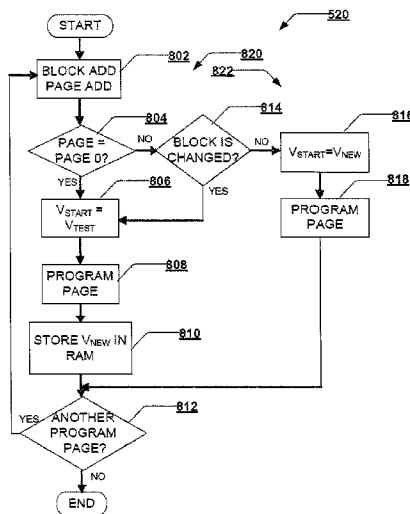 START
520
BLOCK ADD
PAGE ADD
802
820
822
804
814
816
PAGE =
PAGE 0?
NO
BLOCK IS
CHANGED?
NO
VSTART=VNEW
YES
806
YES
818
VSTART =
VTEST
PROGRAM
PAGE
808
PROGRAM
PAGE
810
STORE VNEW IN
RAM
812
YES
ANOTHER
PROGRAM
PAGE?
NO
END